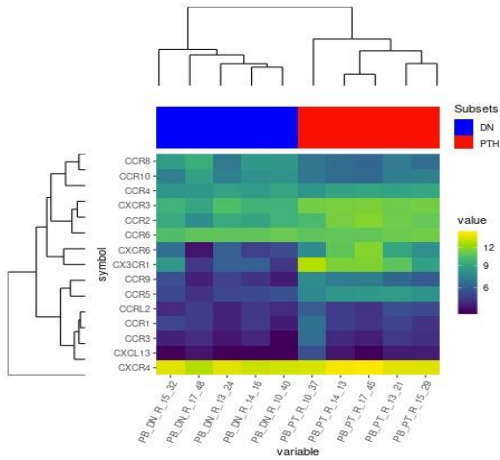 Subsets
DN
PTH
CCR8
CCR10
CCR4
CXCR3
CCR2
CCR6
CXCR6
CX3CR1
CCR9
CCR5
CCRL2
CCR1
CCR3
CXCL13
CXCR4
symbol
value
12
9
6
PB_DN_R_15_32
PB_DN_R_17_48
PB_DN_R_13_24
PB_DN_R_14_16
PB_DN_R_10_40
PB_PT_R_10_37
PB_PT_R_14_13
PB_PT_R_17_45
PB_PT_R_13_21
PB_PT_R_15_29
variable